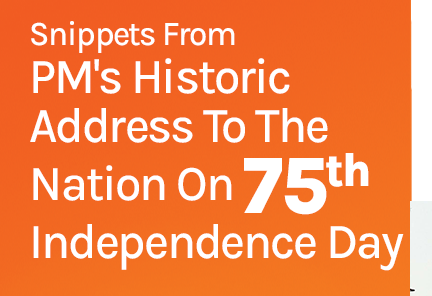 Snippets From
PM's Historic
Address To The
Nation On 75th
Independence Day